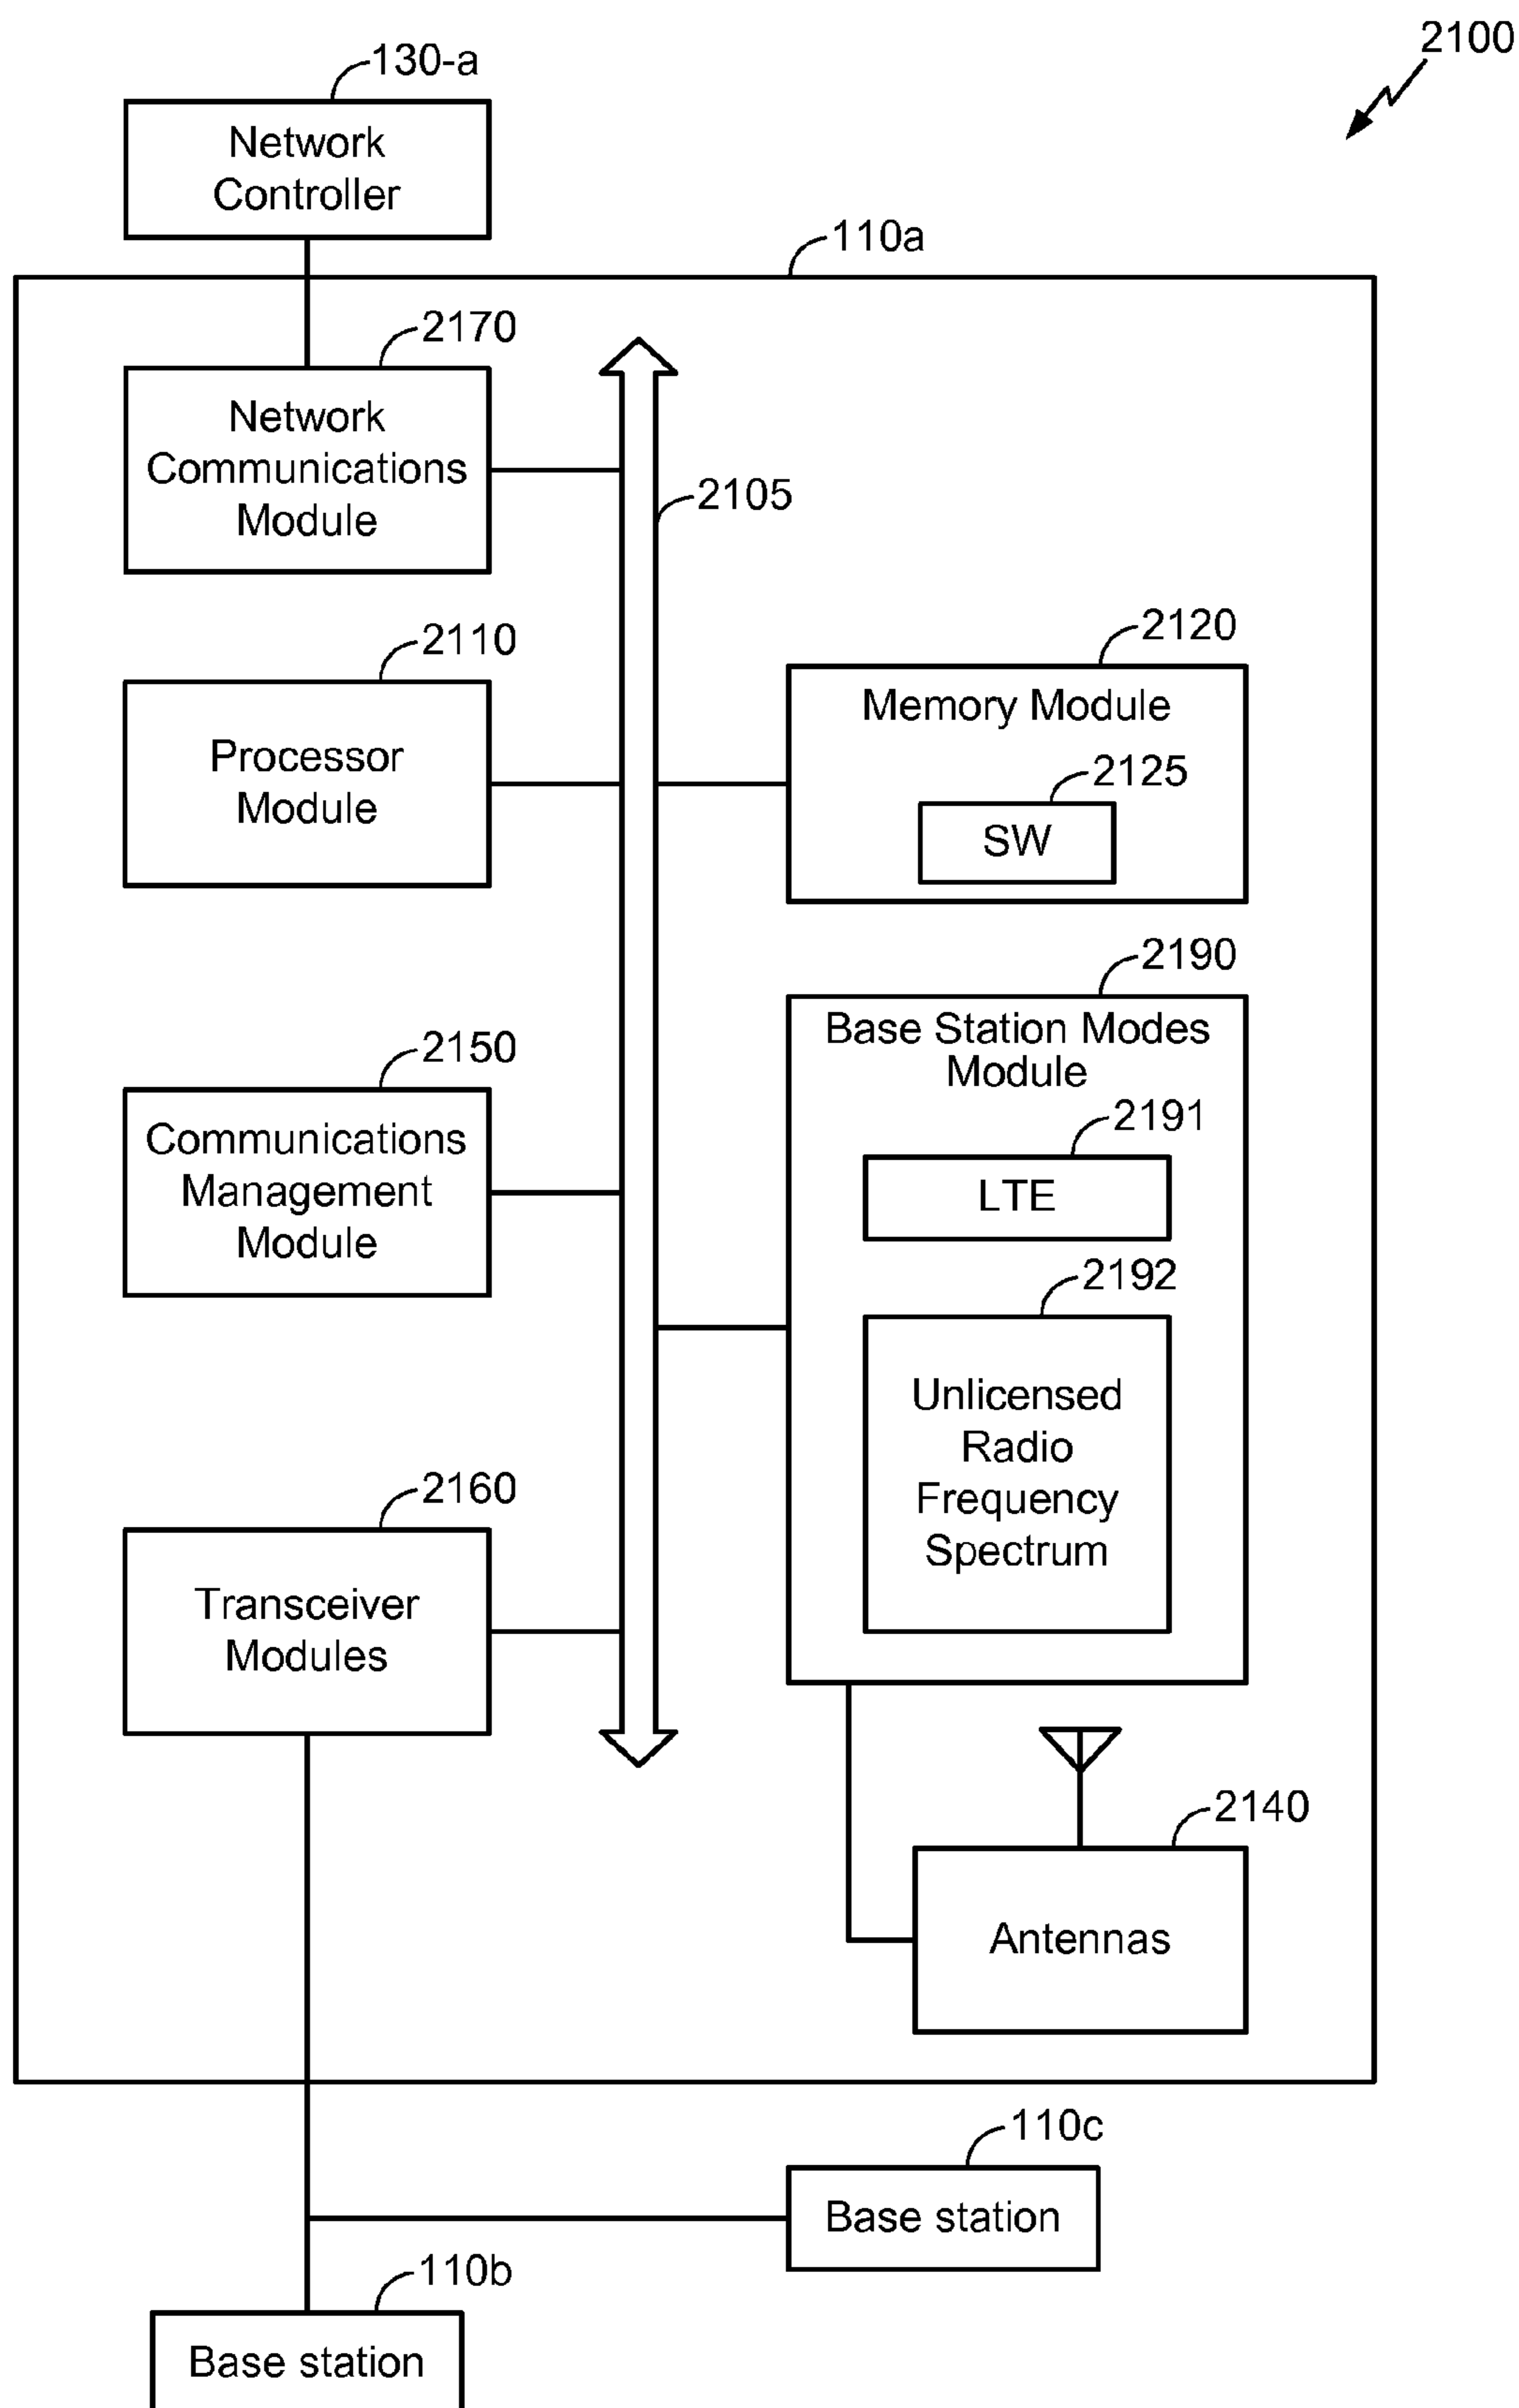 2100
130-a
Network
Controller
110a
2170
Network
Communications
Module
2105
2110
Processor
Module
2120
Memory Module
2125
SW
2190
Base Station Modes
Module
2150
Communications
Management
Module
2191
LTE
2192
Unlicensed
Radio
Frequency
Spectrum
2160
Transceiver
Modules
2140
Antennas
110c
Base station
110b
Base station